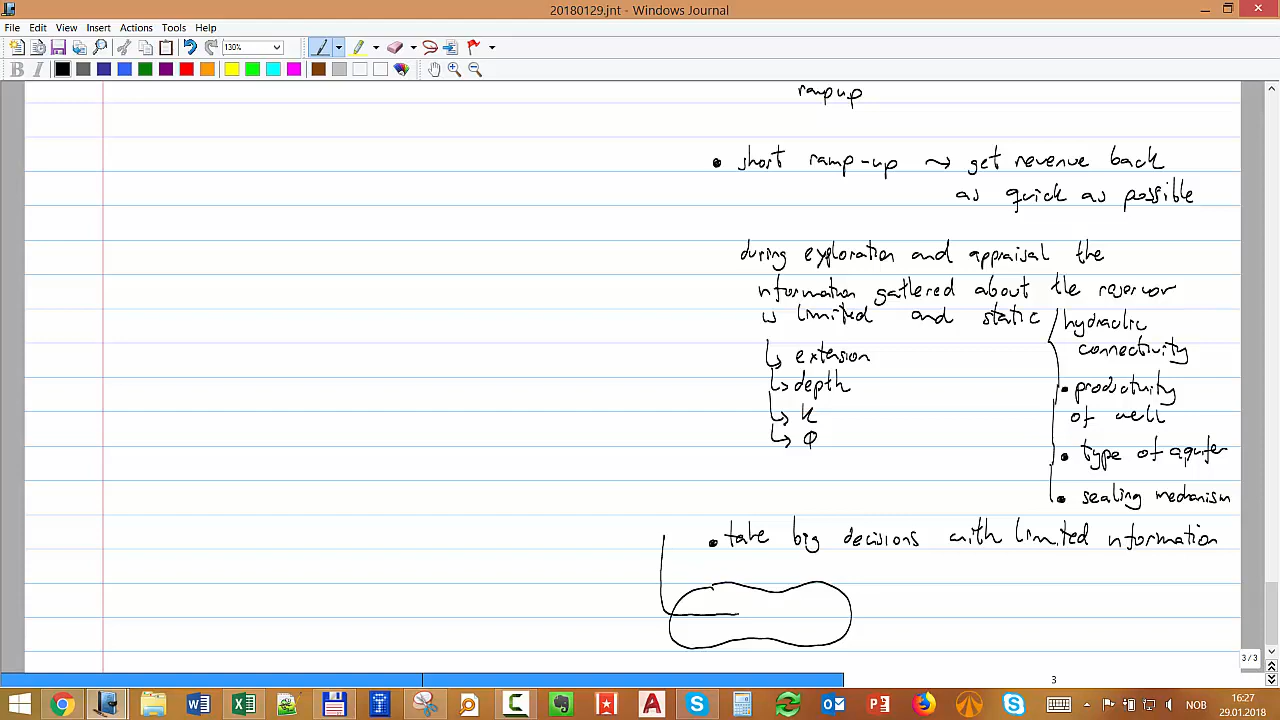 20180129.jnt - Windows Journal
File Edit View Insert Actions Tools Help
130%
B I
ramp up
• short ramp-up → get revenue back
as quick as possible
during exploration and appraisal the
information gathered about the reservoir
is limited and static
↳ extension
↳ depth
↳ K
↳ Φ
hydraulic
connectivity
• productivity
of well
• type of aquifer
• sealing mechanism
• take big decisions with limited information
3/3
3
16:27
NOB
29.01.2018